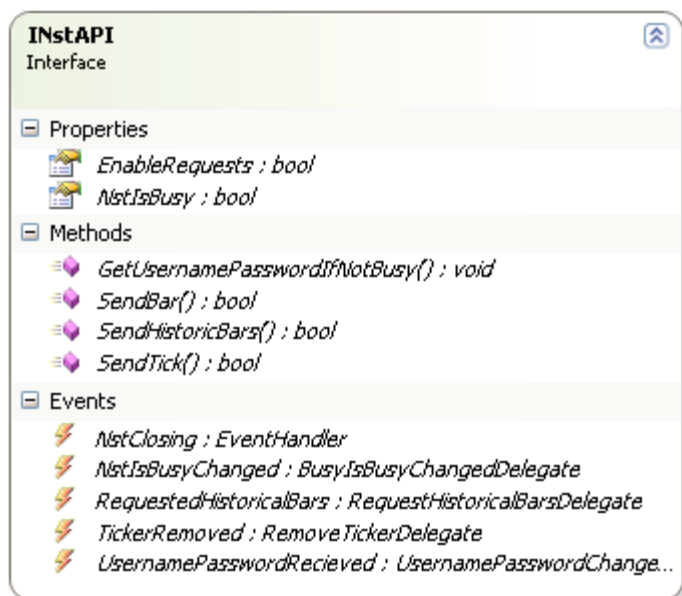 INstAPI
Interface
Properties
EnableRequests : bool
NstIsBusy : bool
Methods
GetUsernamePasswordIfNotBusy() : void
SendBar() : bool
SendHistoricBars() : bool
SendTick() : bool
Events
NstClosing : EventHandler
NstIsBusyChanged : BusyIsBusyChangedDelegate
RequestedHistoricalBars : RequestHistoricalBarsDelegate
TickerRemoved : RemoveTickerDelegate
UsernamePasswordRecieved : UsernamePasswordChange...